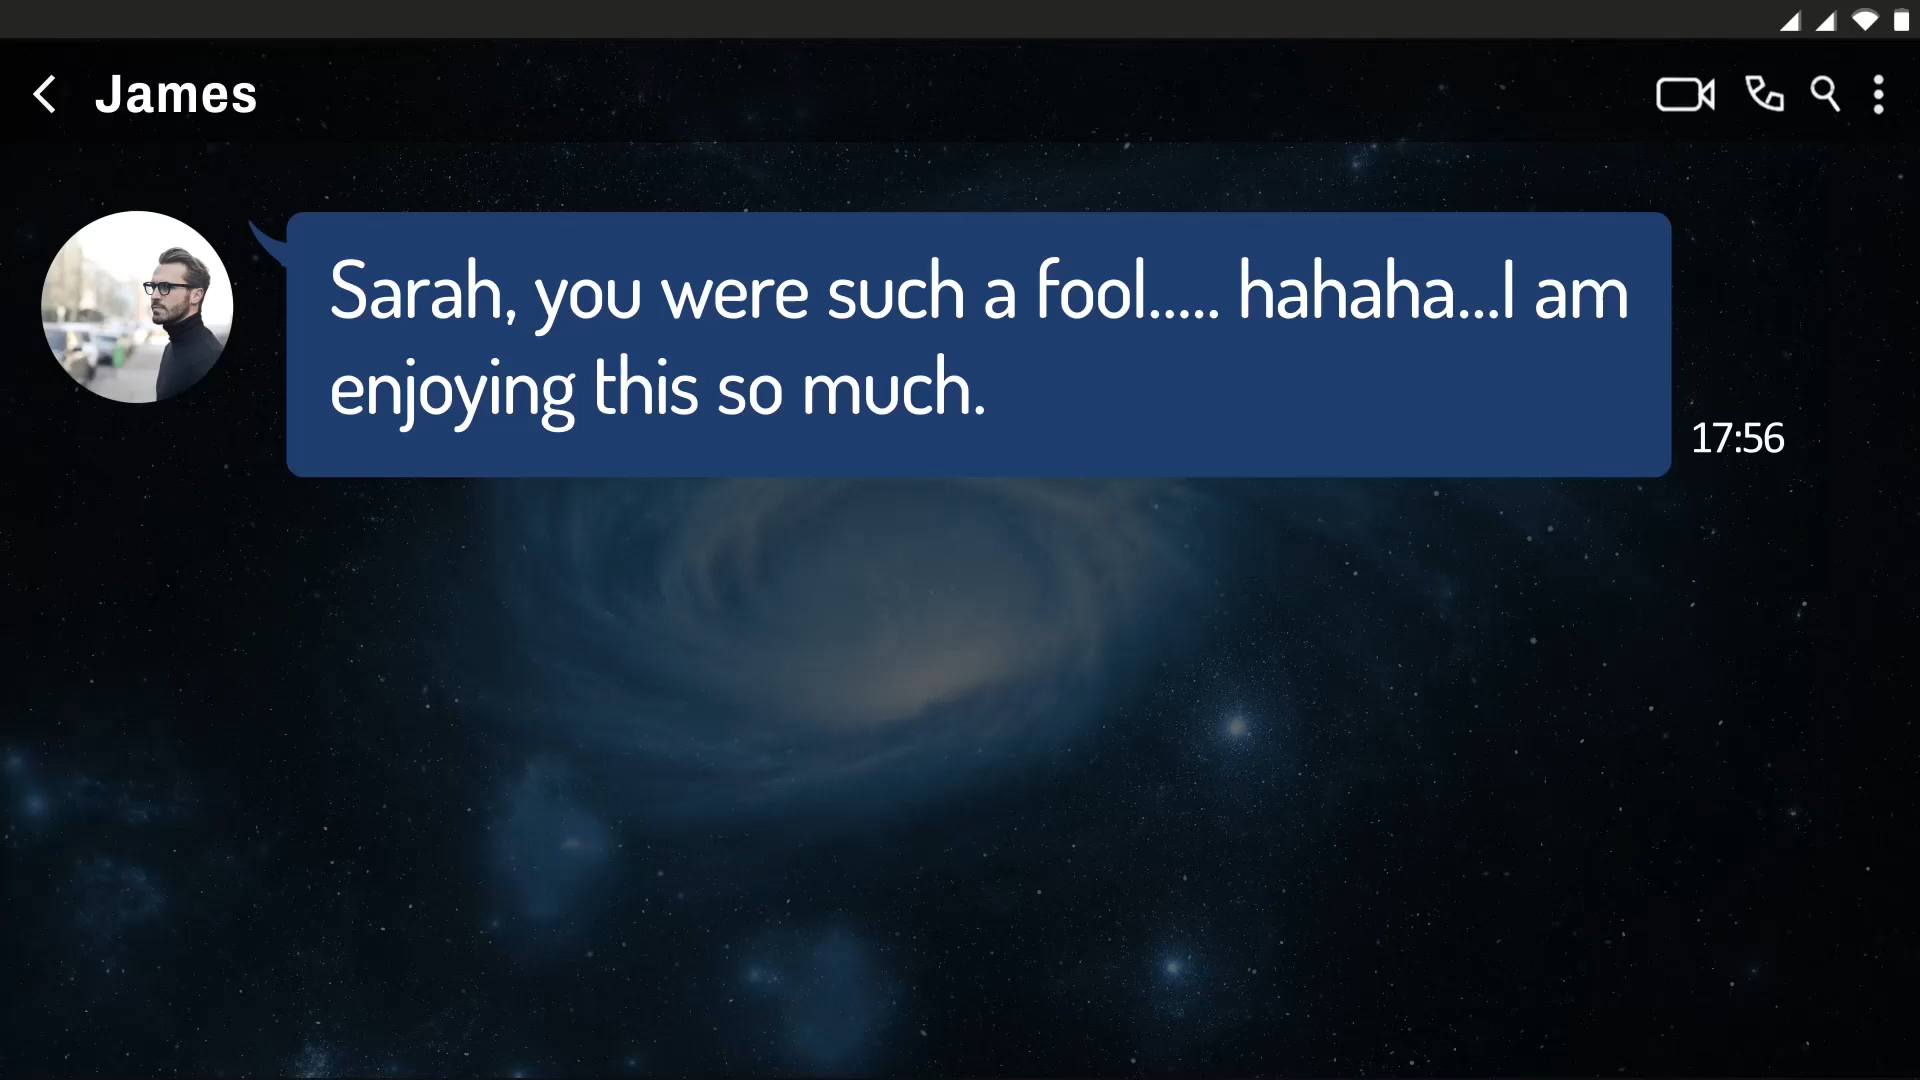 James
Sarah, you were such a fool..... hahaha...I am
enjoying this so much.
17:56